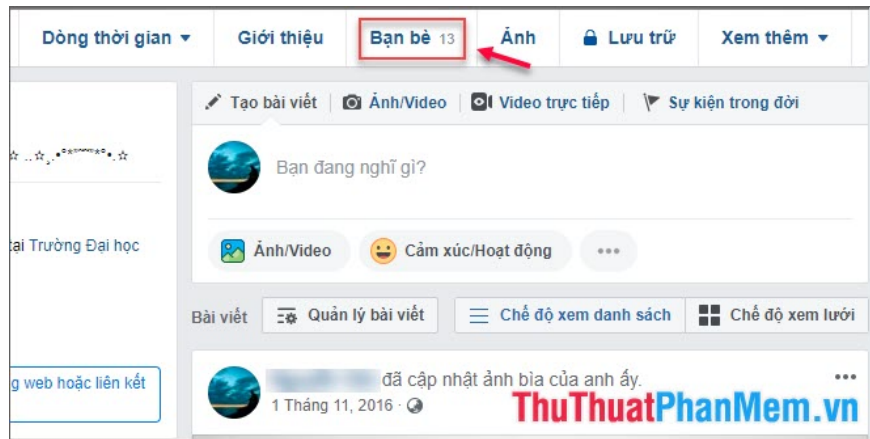 Dòng thời gian Giới thiệu Bạn bè 13 Ảnh Lưu trữ Xem thêm
Tạo bài viết Ảnh/Video Video trực tiếp Sự kiện trong đời
☆ ..☆¸.•°*”˜˜”*°•.☆
Bạn đang nghĩ gì?
tại Trường Đại học
Ảnh/Video Cảm xúc/Hoạt động
Bài viết Quản lý bài viết Chế độ xem danh sách Chế độ xem lưới
g web hoặc liên kết
đã cập nhật ảnh bìa của anh ấy.
1 Tháng 11, 2016 ·
ThuThuatPhanMem.vn